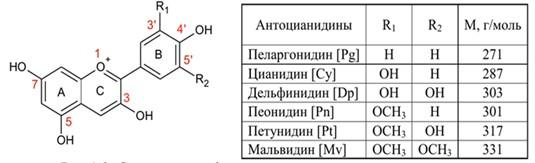 R₁
3'
4'
OH
B
5'
R₂
1
O⁺
HO
7
A
C
3
OH
5
OH
Антоцианидины R₁ R₂ М, г/моль
Пеларгонидин [Pg] H H 271
Цианидин [Cy] OH H 287
Дельфинидин [Dp] OH OH 303
Пеонидин [Pn] OCH₃ H 301
Петунидин [Pt] OCH₃ OH 317
Мальвидин [Mv] OCH₃ OCH₃ 331